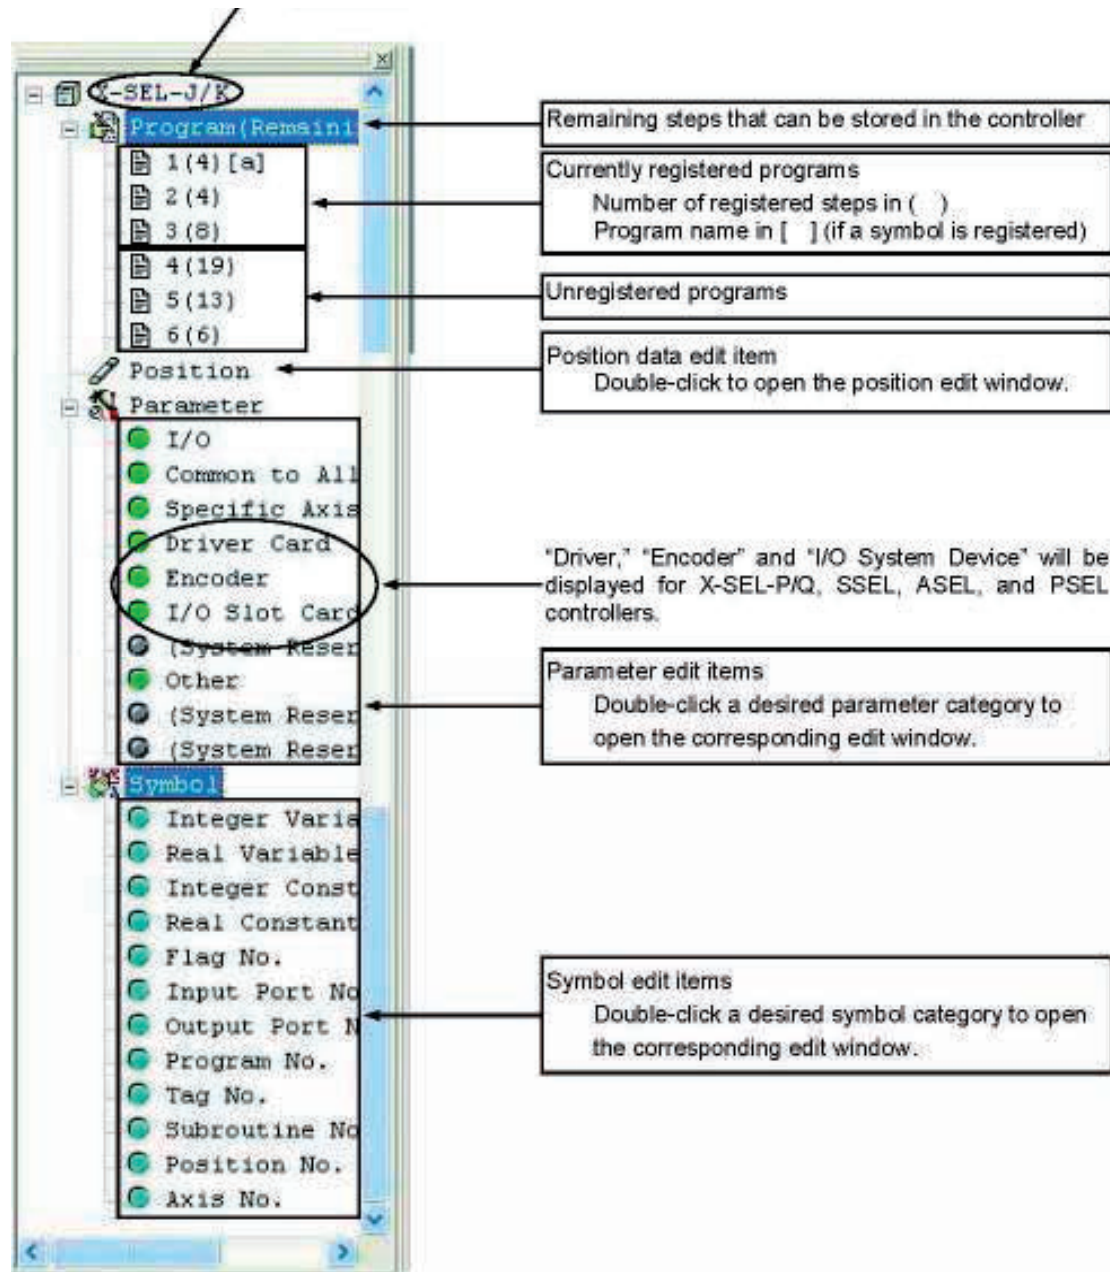 X-SEL-J/K
Program(Remaini
1(4)[a]
2(4)
3(8)
4(19)
5(13)
6(6)
Position
Parameter
I/O
Common to All
Specific Axis
Driver Card
Encoder
I/O Slot Card
(System Reser
Other
(System Reser
(System Reser
Symbol
Integer Varia
Real Variable
Integer Const
Real Constant
Flag No.
Input Port No
Output Port N
Program No.
Tag No.
Subroutine No
Position No.
Axis No.
Remaining steps that can be stored in the controller
Currently registered programs
Number of registered steps in ( )
Program name in [ ] (if a symbol is registered)
Unregistered programs
Position data edit item
Double-click to open the position edit window.
"Driver," "Encoder" and "I/O System Device" will be
displayed for X-SEL-P/Q, SSEL, ASEL, and PSEL
controllers.
Parameter edit items
Double-click a desired parameter category to
open the corresponding edit window.
Symbol edit items
Double-click a desired symbol category to open
the corresponding edit window.